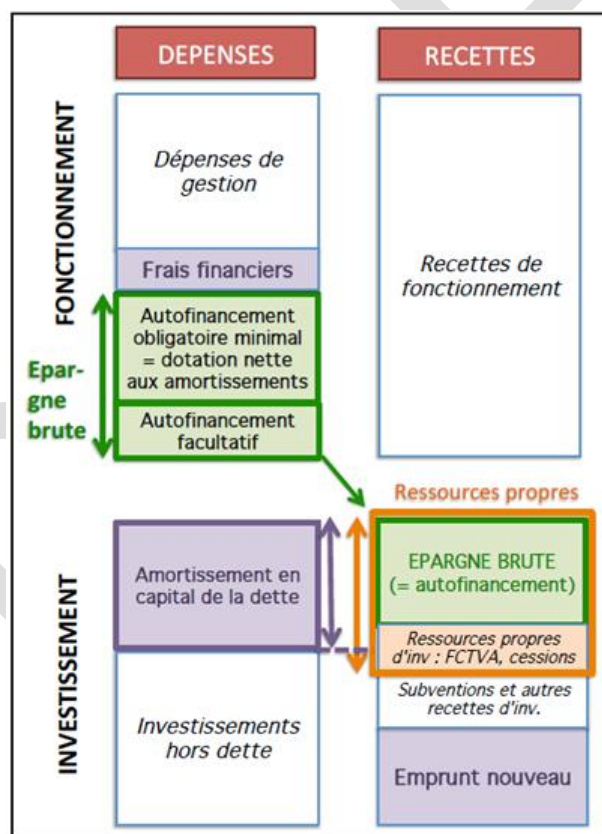 DEPENSES
RECETTES
FONCTIONNEMENT
Dépenses de
gestion
Frais financiers
Autofinancement
obligatoire minimal
= dotation nette
aux amortissements
Autofinancement
facultatif
Epar-
gne
brute
Recettes de
fonctionnement
Ressources propres
INVESTISSEMENT
Amortissement en
capital de la dette
Investissements
hors dette
EPARGNE BRUTE
(= autofinancement)
Ressources propres
d'inv : FCTVA, cessions
Subventions et autres
recettes d'inv.
Emprunt nouveau